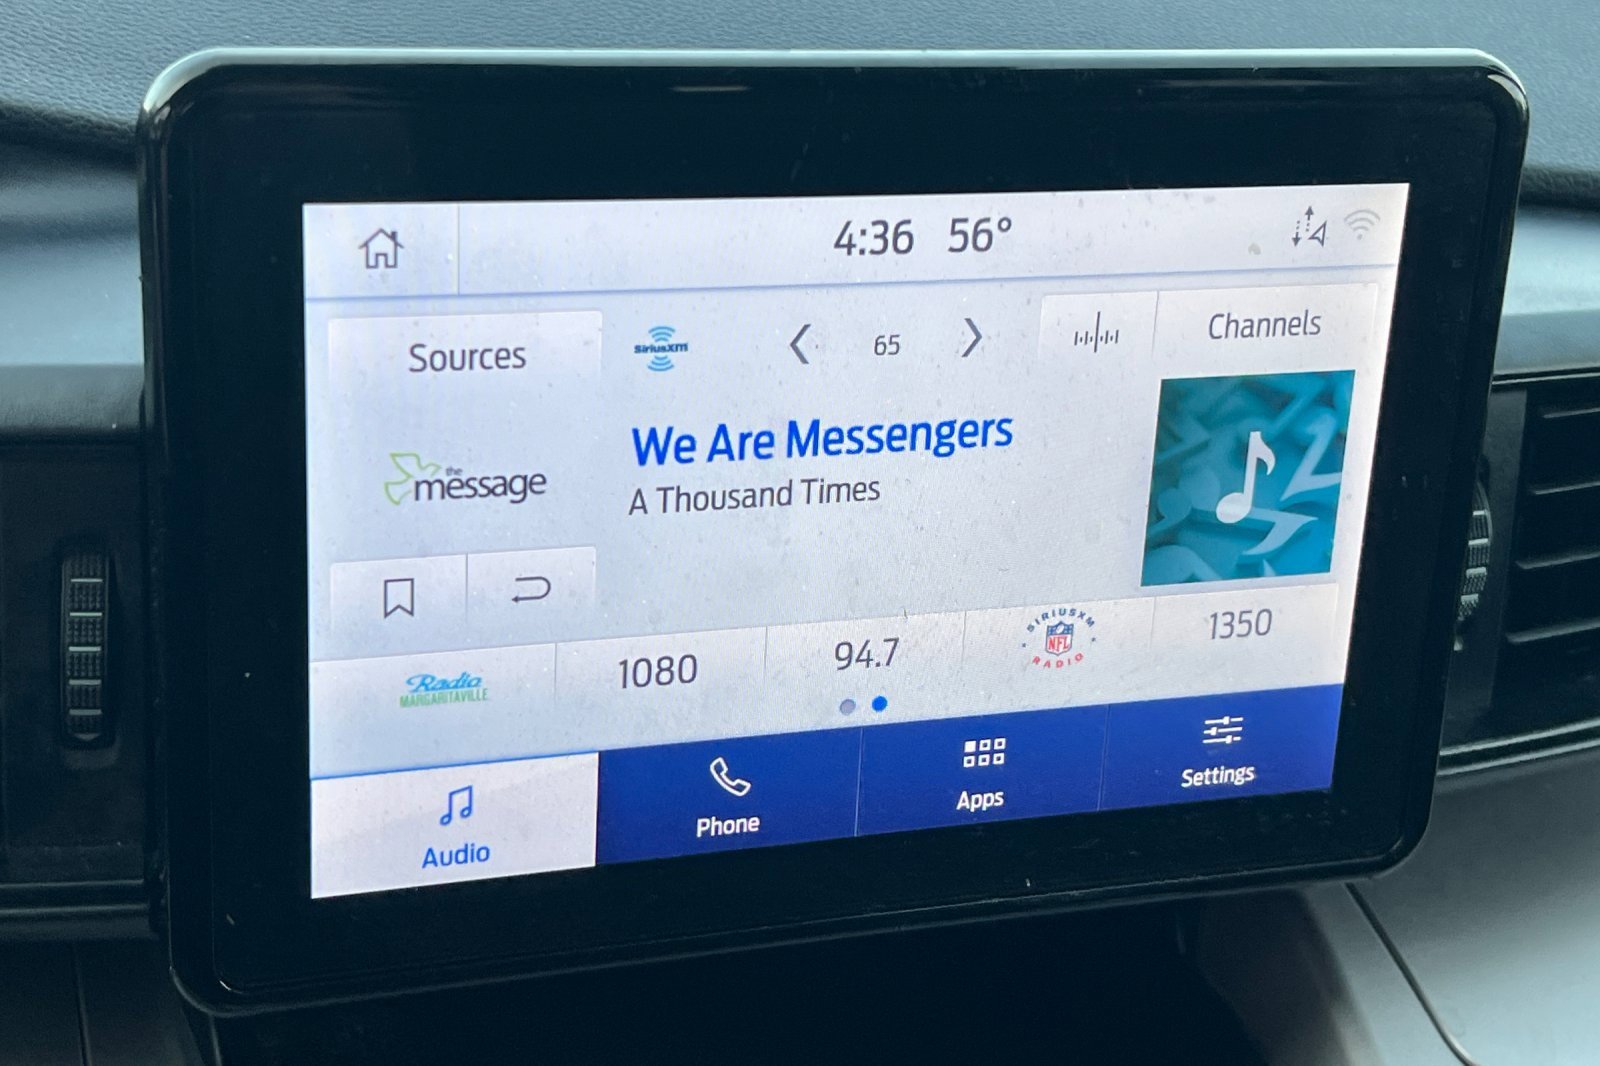 4:36 56°
Sources
SiriusXM
65
Channels
the
message
We Are Messengers
A Thousand Times
Radio
MARGARITAVILLE
1080
94.7
SIRIUSXM
NFL
RADIO
1350
Audio
Phone
Apps
Settings